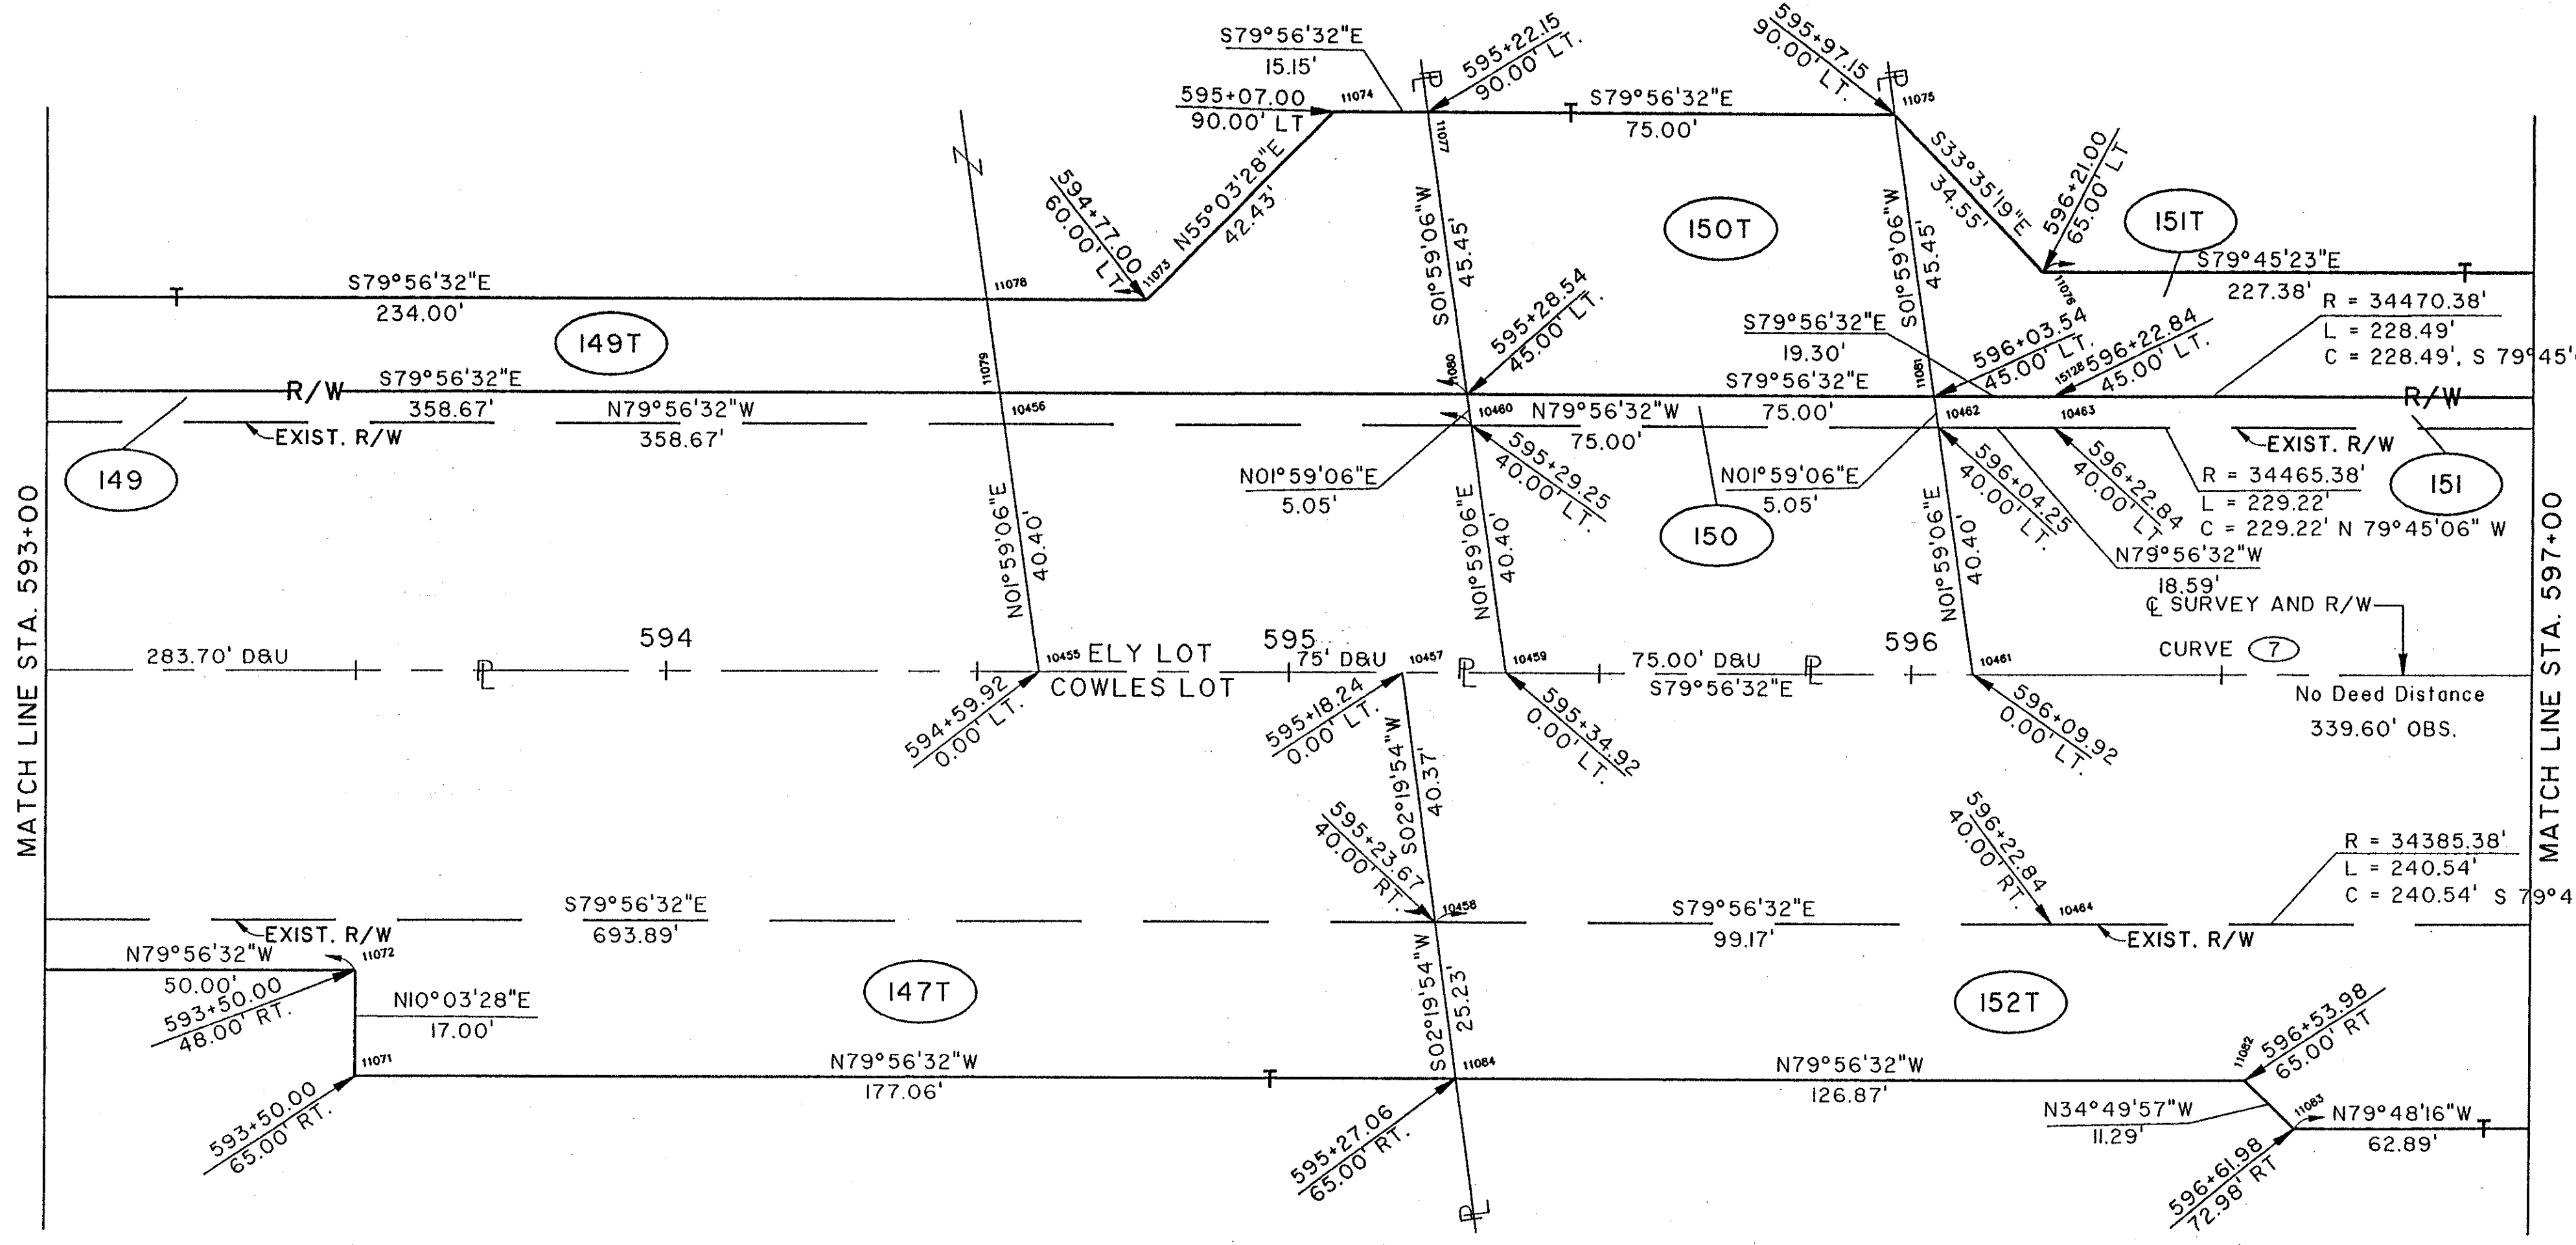 S79°56'32"E
15.15'
595+22.15
90.00' LT.
595+97.15
90.00' LT.
595+07.00
90.00' LT
11074
11077
S79°56'32"E
T
75.00'
11075
594+77.00
60.00' LT
11073
N55°03'28"E
42.43'
S33°35'19"E
34.55'
596+21.00
65.00' LT
11076
151T
150T
S01°59'06"W
45.45'
S01°59'06"W
45.45'
S79°45'23"E
T
227.38'
T
S79°56'32"E
234.00'
11078
149T
595+28.54
45.00' LT.
S79°56'32"E
19.30'
596+03.54
45.00' LT.
15128
596+22.84
45.00' LT.
R = 34470.38'
L = 228.49'
C = 228.49', S 79°45'
11079
11080
11081
R/W
S79°56'32"E
358.67'
N79°56'32"W
358.67'
10456
10460
S79°56'32"E
75.00'
N79°56'32"W
75.00'
10462
10463
R/W
EXIST. R/W
EXIST. R/W
149
N01°59'06"E
5.05'
595+29.25
40.00' LT.
N01°59'06"E
5.05'
150
596+04.25
40.00' LT.
596+22.84
40.00' LT
R = 34465.38'
L = 229.22'
C = 229.22' N 79°45'06" W
151
N79°56'32"W
18.59'
N01°59'06"E
40.40'
N01°59'06"E
40.40'
N01°59'06"E
40.40'
MATCH LINE STA. 593+00
MATCH LINE STA. 597+00
℄ SURVEY AND R/W
CURVE 7
283.70' D&U
594
10455
ELY LOT
COWLES LOT
595
75' D&U
10457
10459
75.00' D&U
S79°56'32"E
596
10461
No Deed Distance
339.60' OBS.
594+59.92
0.00' LT.
595+18.24
0.00' LT.
595+34.92
0.00' LT.
596+09.92
0.00' LT.
S02°19'54"W
40.37'
595+23.67
40.00' RT.
10458
596+22.84
40.00' RT.
10464
R = 34385.38'
L = 240.54'
C = 240.54' S 79°4
S79°56'32"E
693.89'
S79°56'32"E
99.17'
EXIST. R/W
EXIST. R/W
N79°56'32"W
50.00'
11072
593+50.00
48.00' RT.
N10°03'28"E
17.00'
147T
S02°19'54"W
25.23'
152T
11071
N79°56'32"W
177.06'
T
11084
N79°56'32"W
126.87'
11082
596+53.98
65.00' RT
593+50.00
65.00' RT.
595+27.06
65.00' RT.
N34°49'57"W
11.29'
11083
N79°48'16"W
62.89'
T
596+61.98
72.98' RT